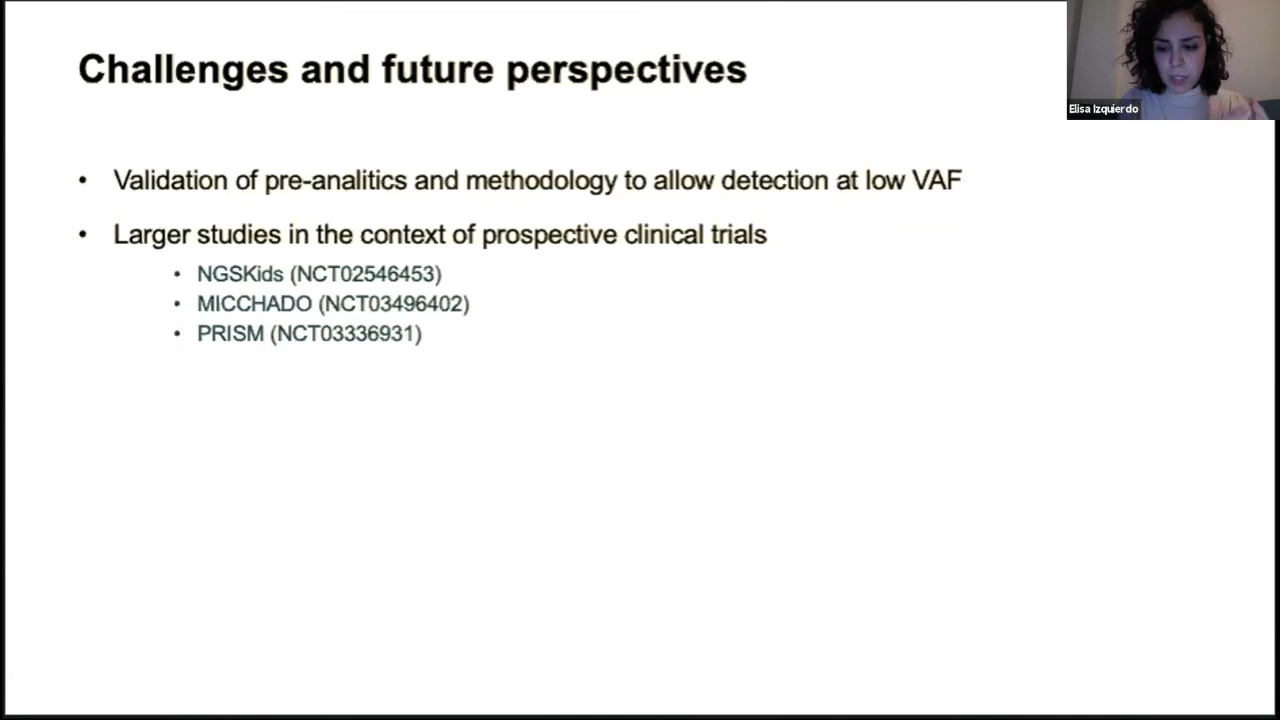 Challenges and future perspectives
Elisa Izquierdo
• Validation of pre-analitics and methodology to allow detection at low VAF
• Larger studies in the context of prospective clinical trials
• NGSKids (NCT02546453)
• MICCHADO (NCT03496402)
• PRISM (NCT03336931)